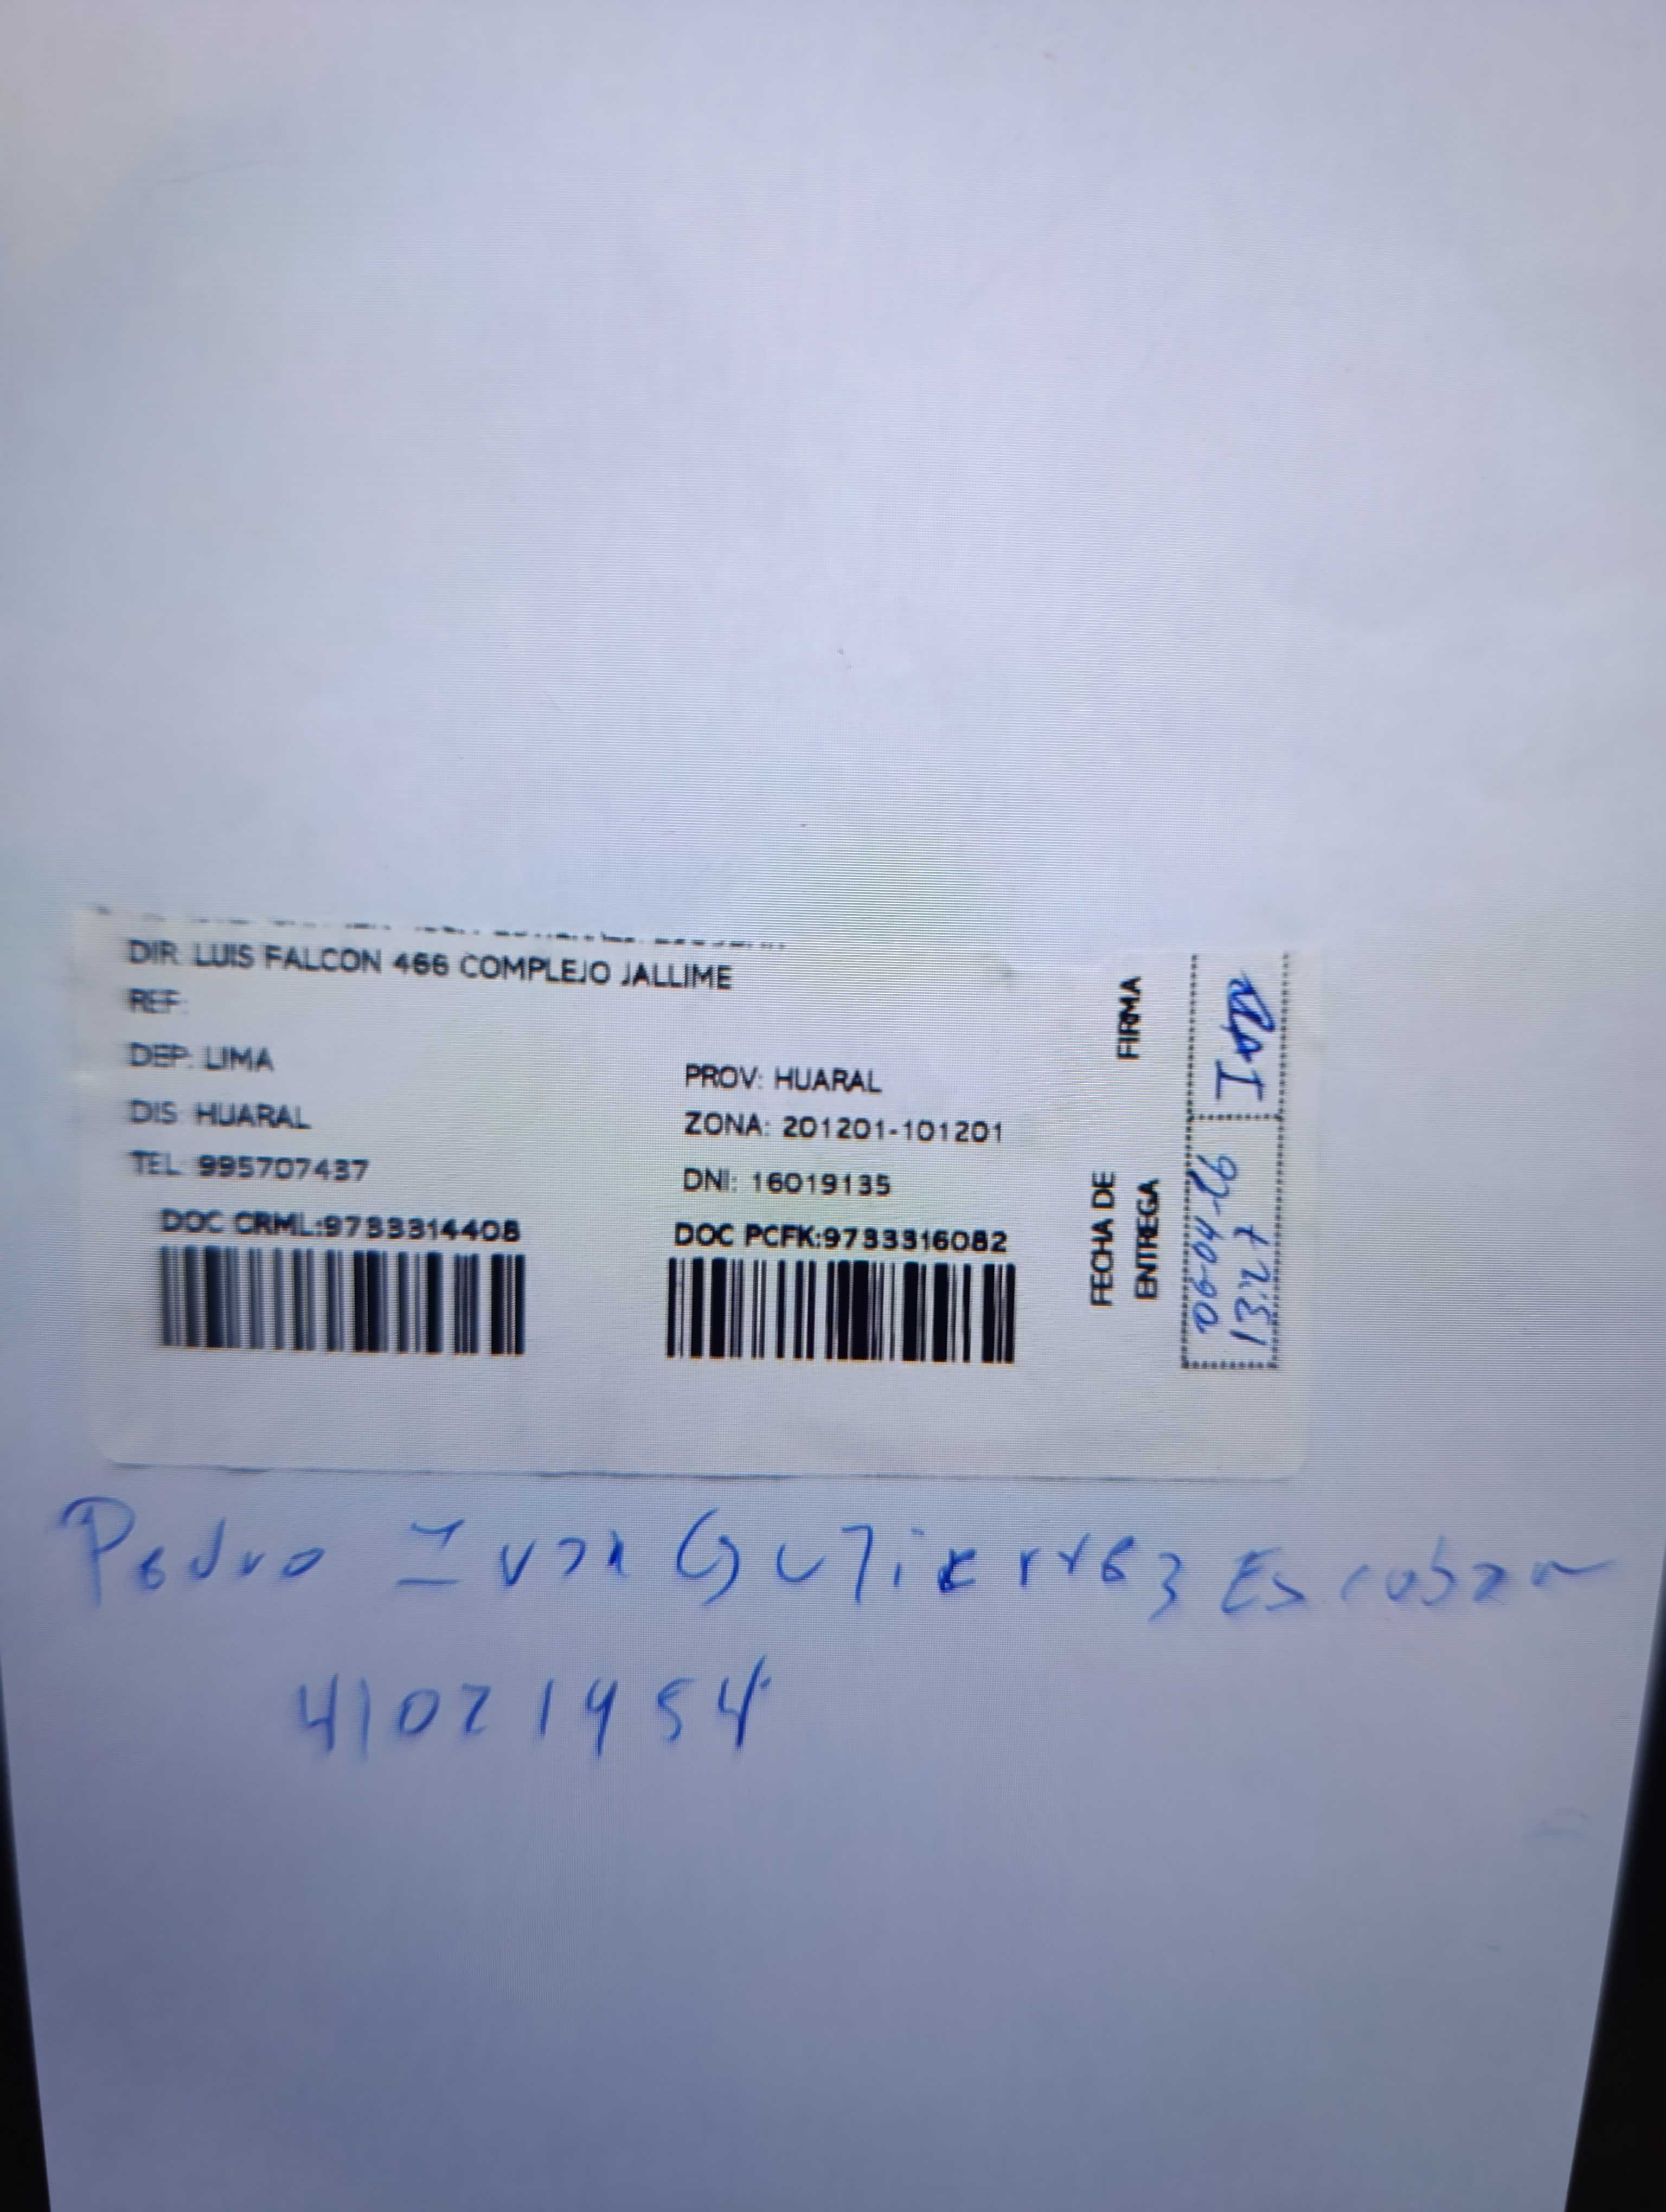 DIR LUIS FALCON 466 COMPLEJO JALLIME
REF:
DEP: LIMA
PROV: HUARAL
DIS HUARAL
ZONA: 201201-101201
TEL: 995707437
DNI: 16019135
DOC CRML:9733314408
DOC PCFK:9733316082
FIRMA
FECHA DE
ENTREGA
Pedro Ivan Gutierrez Escobar
41021954